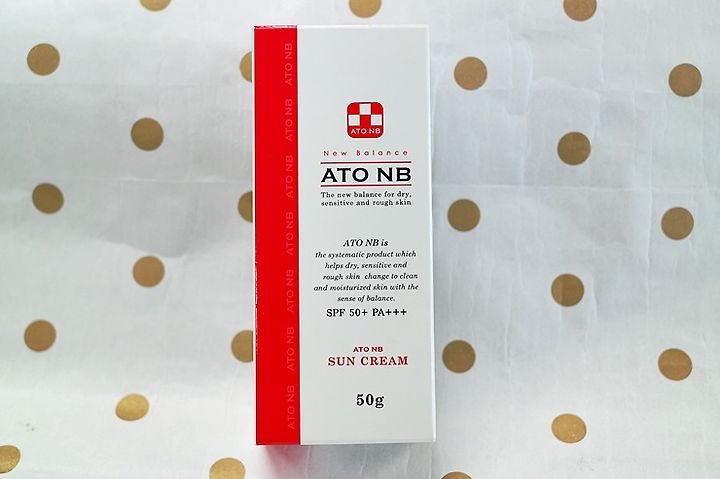 ATO NB
ATO NB
ATO NB
ATO NB
ATO NB
ATO NB
ATO NB
ATO NB
New Balance
ATO NB
The new balance for dry,
sensitive and rough skin
ATO NB is
the systematic product which
helps dry, sensitive and
rough skin change to clean
and moisturized skin with the
sense of balance.
SPF 50+ PA+++
ATO NB
SUN CREAM
50g